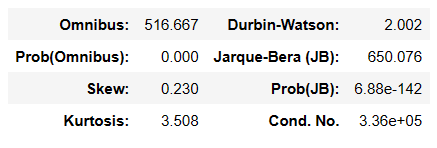 Omnibus: 516.667 Durbin-Watson: 2.002
Prob(Omnibus): 0.000 Jarque-Bera (JB): 650.076
Skew: 0.230 Prob(JB): 6.88e-142
Kurtosis: 3.508 Cond. No. 3.36e+05